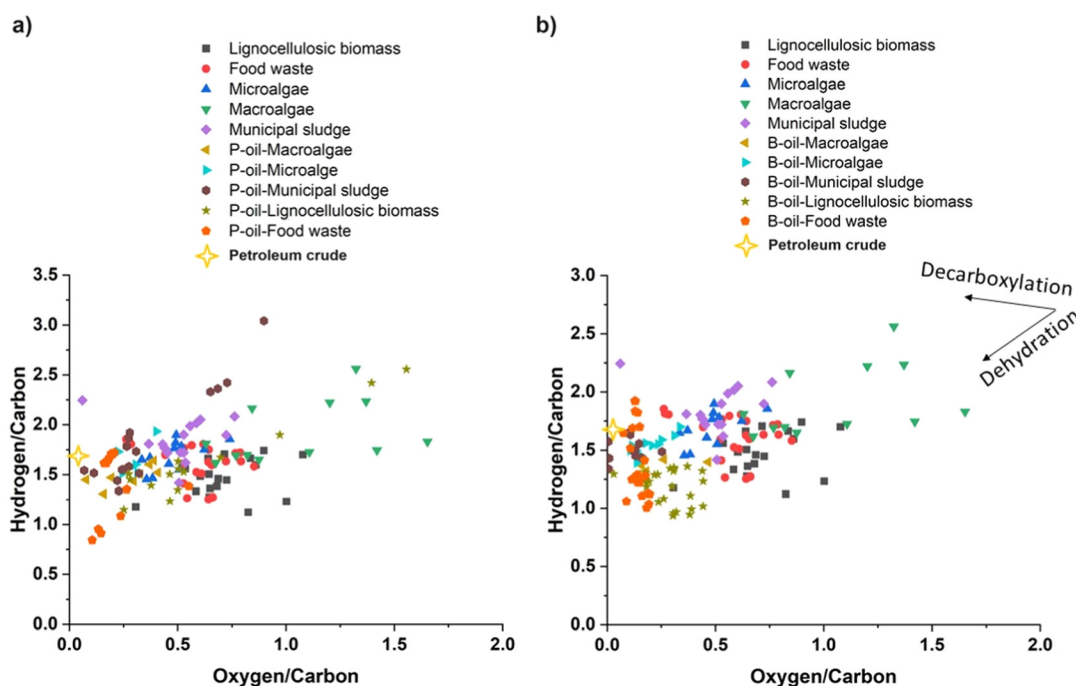 a)
Lignocellulosic biomass
Food waste
Microalgae
Macroalgae
Municipal sludge
P-oil-Macroalgae
P-oil-Microalge
P-oil-Municipal sludge
P-oil-Lignocellulosic biomass
P-oil-Food waste
Petroleum crude
3.5
3.0
2.5
2.0
1.5
1.0
0.5
0.0
Hydrogen/Carbon
0.0
0.5
1.0
1.5
2.0
Oxygen/Carbon
b)
Lignocellulosic biomass
Food waste
Microalgae
Macroalgae
Municipal sludge
B-oil-Macroalgae
B-oil-Microalgae
B-oil-Municipal sludge
B-oil-Lignocellulosic biomass
B-oil-Food waste
Petroleum crude
Decarboxylation
Dehydration
3.0
2.5
2.0
1.5
1.0
0.5
0.0
Hydrogen/Carbon
0.0
0.5
1.0
1.5
2.0
Oxygen/Carbon